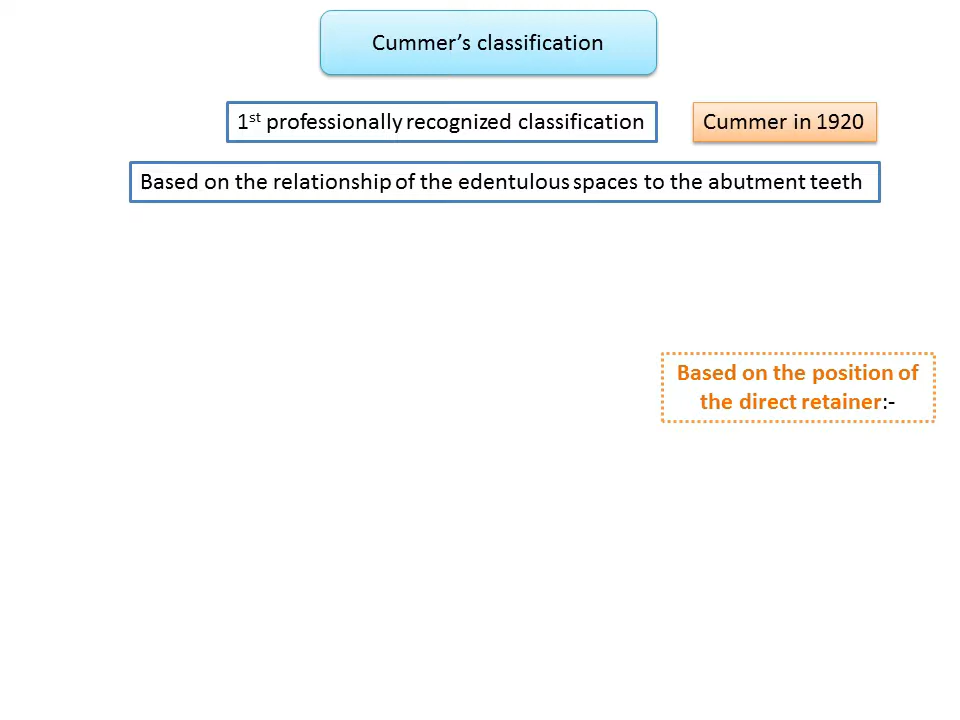 Cummer’s classification
1st professionally recognized classification
Cummer in 1920
Based on the relationship of the edentulous spaces to the abutment teeth
Based on the position of
the direct retainer:-